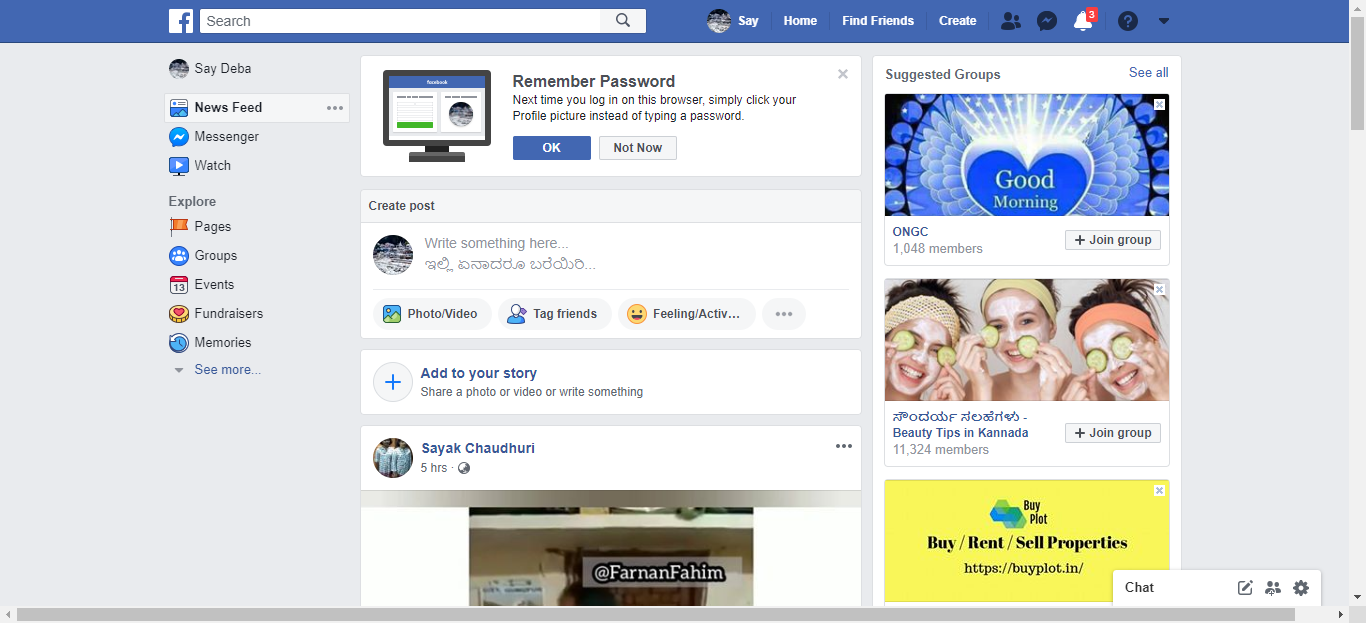 Search
Say
Home
Find Friends
Create
3
Say Deba
News Feed
Messenger
Watch
Explore
Pages
Groups
13
Events
Fundraisers
Memories
See more...
facebook
Remember Password
Next time you log in on this browser, simply click your
Profile picture instead of typing a password.
OK
Not Now
Create post
Write something here...
ಇಲ್ಲಿ ಏನಾದರೂ ಬರೆಯಿರಿ...
Photo/Video
Tag friends
Feeling/Activ...
Add to your story
Share a photo or video or write something
Sayak Chaudhuri
5 hrs ·
@FarnanFahim
Suggested Groups
See all
Good
Morning
ONGC
1,048 members
+ Join group
ಸೌಂದರ್ಯ ಸಲಹೆಗಳು -
Beauty Tips in Kannada
11,324 members
+ Join group
Buy
Plot
Buy / Rent / Sell Properties
https://buyplot.in/
Chat